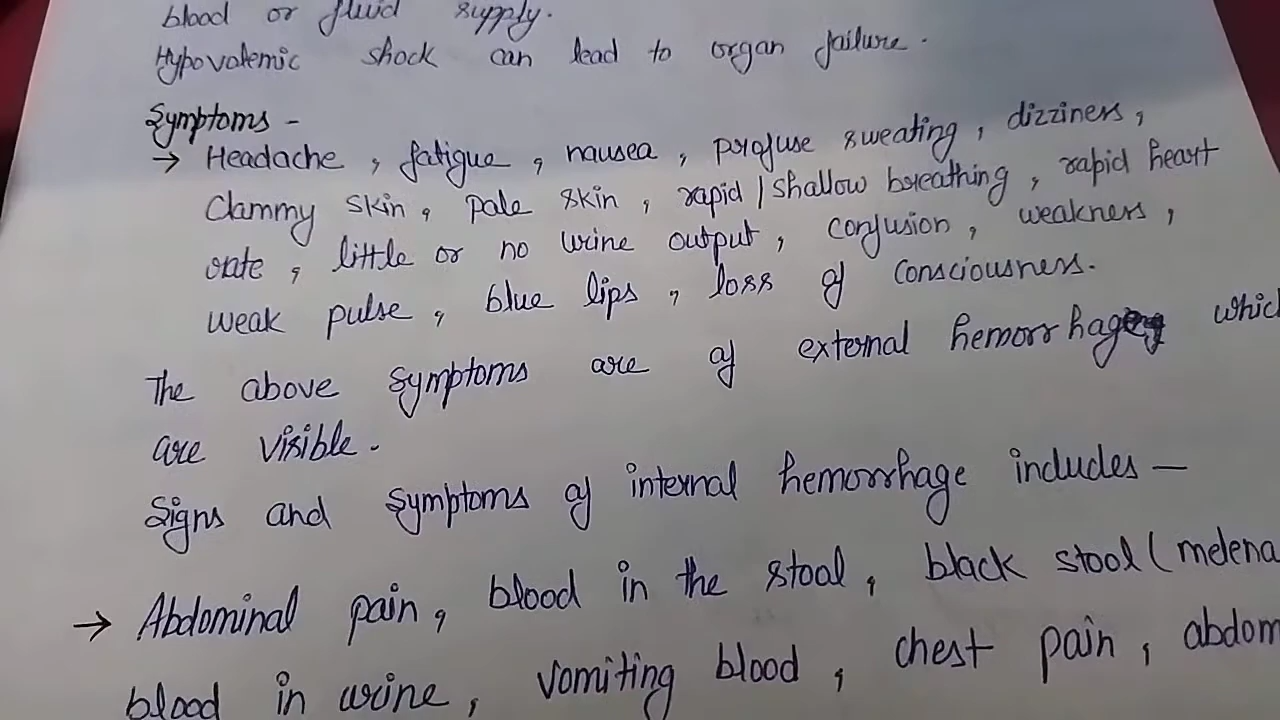 blood or fluid supply.
Hypovolemic shock can lead to organ failure.
Symptoms -
→ Headache, fatigue, nausea, profuse sweating, dizziness,
Clammy skin, pale skin, rapid/shallow breathing, rapid heart
rate, little or no urine output, confusion, weakness,
weak pulse, blue lips, loss of consciousness.
The above symptoms are of external hemorrhage which
are visible.
Signs and symptoms of internal hemorrhage includes –
→ Abdominal pain, blood in the stool, black stool (melena
blood in urine, vomiting blood, chest pain, abdom